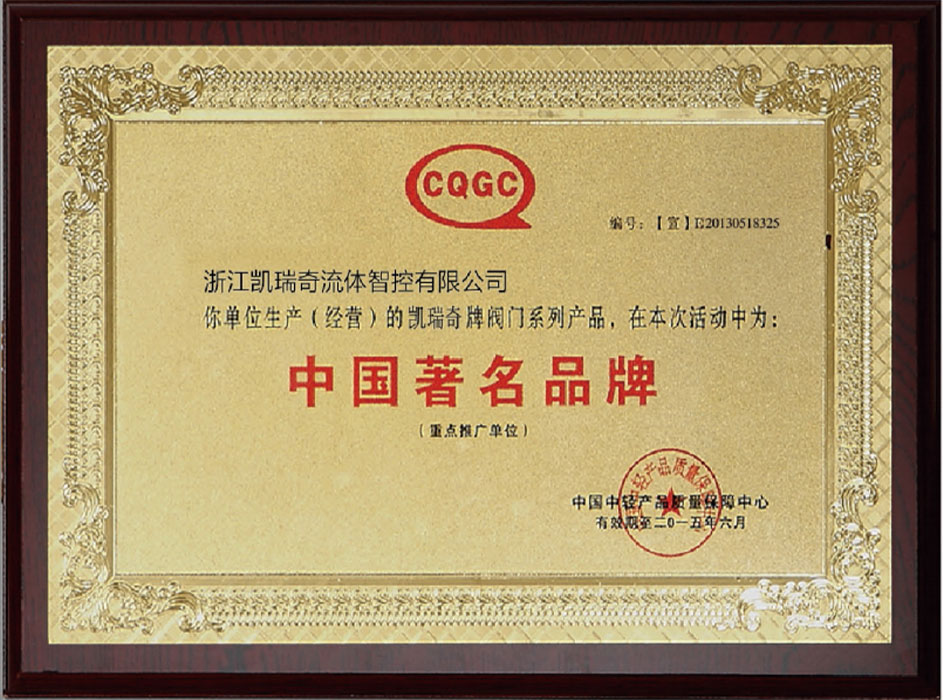 CQGC
编号：【宣】B20130518325
浙江凯瑞奇流体智控有限公司
你单位生产（经营）的凯瑞奇牌阀门系列产品，在本次活动中为：
中国著名品牌
（重点推广单位）
中国中轻产品质量保障中心
有效期至二0一五年六月